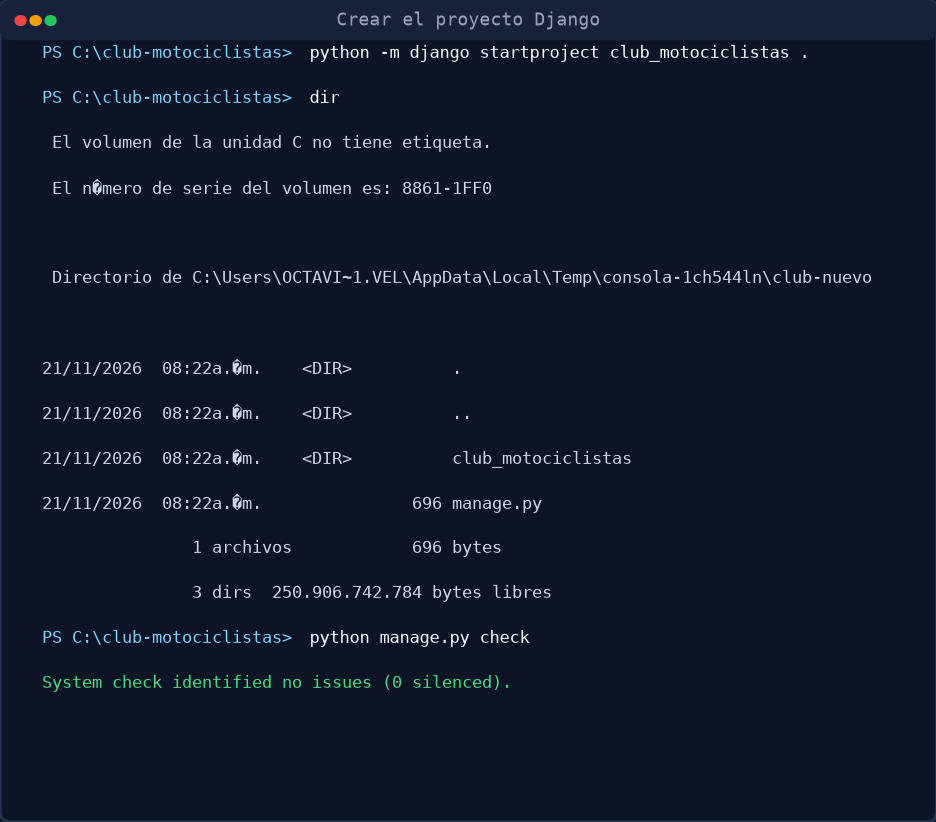 Crear el proyecto Django
PS C:\club-motociclistas> python -m django startproject club_motociclistas .
PS C:\club-motociclistas> dir
El volumen de la unidad C no tiene etiqueta.
El n�mero de serie del volumen es: 8861-1FF0
Directorio de C:\Users\OCTAVI~1.VEL\AppData\Local\Temp\consola-1ch544ln\club-nuevo
21/11/2026  08:22a.�m.    <DIR>          .
21/11/2026  08:22a.�m.    <DIR>          ..
21/11/2026  08:22a.�m.    <DIR>          club_motociclistas
21/11/2026  08:22a.�m.               696 manage.py
1 archivos            696 bytes
3 dirs  250.906.742.784 bytes libres
PS C:\club-motociclistas> python manage.py check
System check identified no issues (0 silenced).